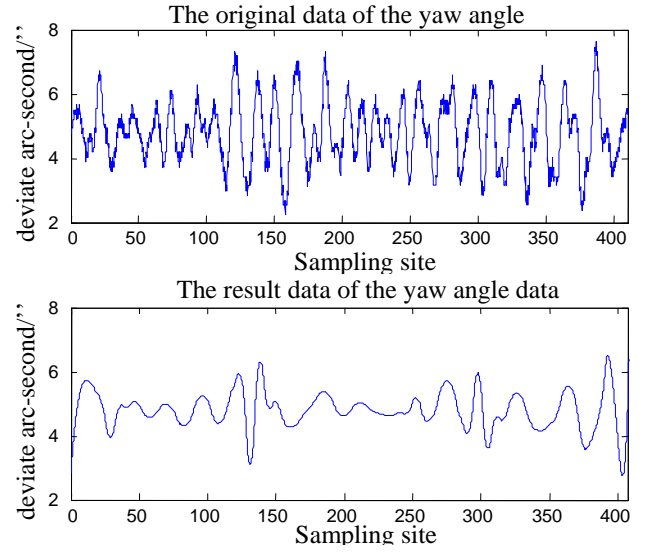 The original data of the yaw angle
8
6
4
2
deviate arc-second/’’
0 50 100 150 200 250 300 350 400
Sampling site
The result data of the yaw angle data
8
6
4
2
deviate arc-second/’’
0 50 100 150 200 250 300 350 400
Sampling site